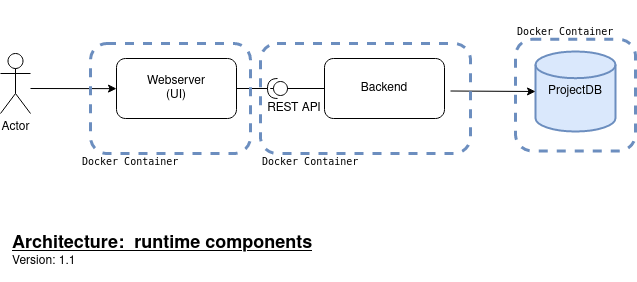 Docker Container
Webserver
(UI)
Backend
ProjectDB
REST API
Actor
Docker Container
Docker Container
Architecture:  runtime components
Version: 1.1